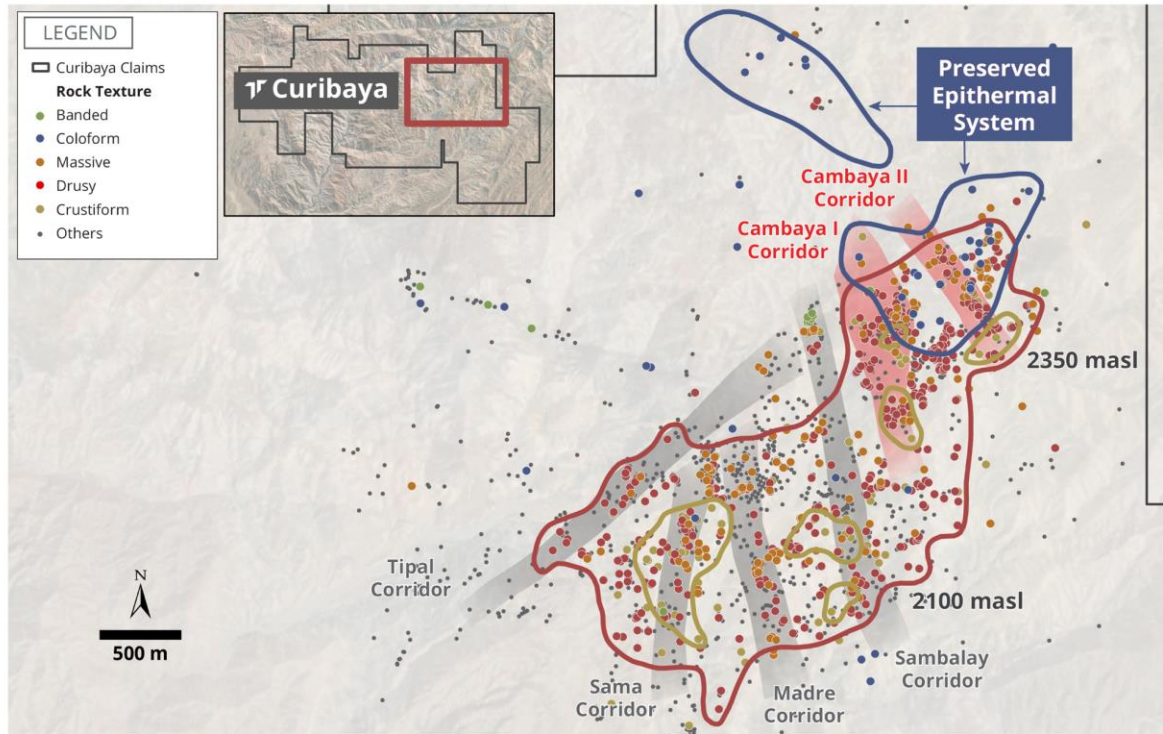 LEGEND
Curibaya Claims
Rock Texture
Banded
Coloform
Massive
Drusy
Crustiform
Others
Curibaya
Preserved
Epithermal
System
Cambaya II
Corridor
Cambaya I
Corridor
2350 masl
Tipal
Corridor
2100 masl
N
500 m
Sama
Corridor
Madre
Corridor
Sambalay
Corridor